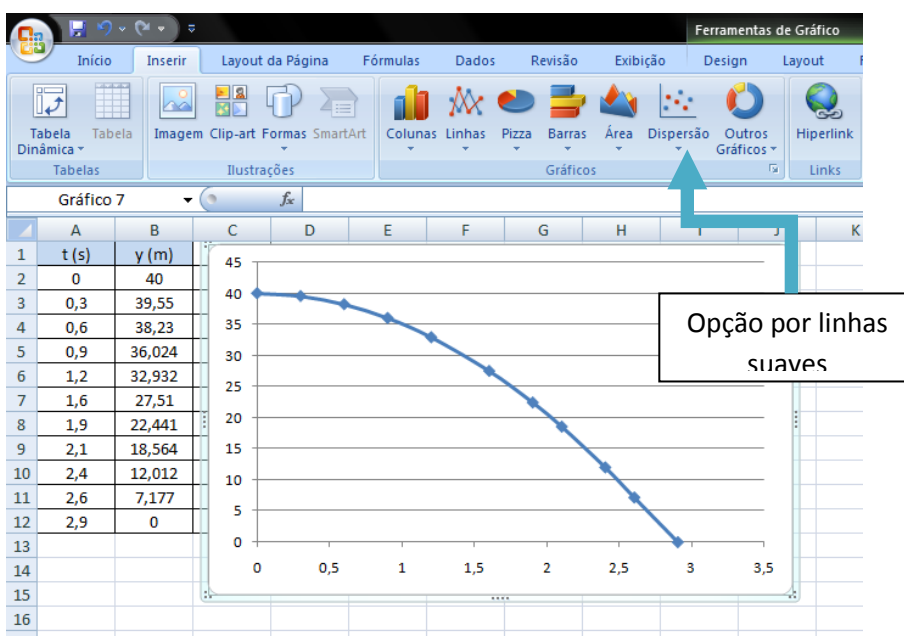 Ferramentas de Gráfico
Início Inserir Layout da Página Fórmulas Dados Revisão Exibição Design Layout
Tabela Dinâmica Tabela Imagem Clip-art Formas SmartArt Colunas Linhas Pizza Barras Área Dispersão Outros Gráficos Hiperlink
Tabelas Ilustrações Gráficos Links
Gráfico 7 fx
A B C D E F G H I J K
1 t (s) y (m)
2 0 40
3 0,3 39,55
4 0,6 38,23
5 0,9 36,024
6 1,2 32,932
7 1,6 27,51
8 1,9 22,441
9 2,1 18,564
10 2,4 12,012
11 2,6 7,177
12 2,9 0
13
14
15
16
45
40
35
30
25
20
15
10
5
0
0 0,5 1 1,5 2 2,5 3 3,5
Opção por linhas
suaves